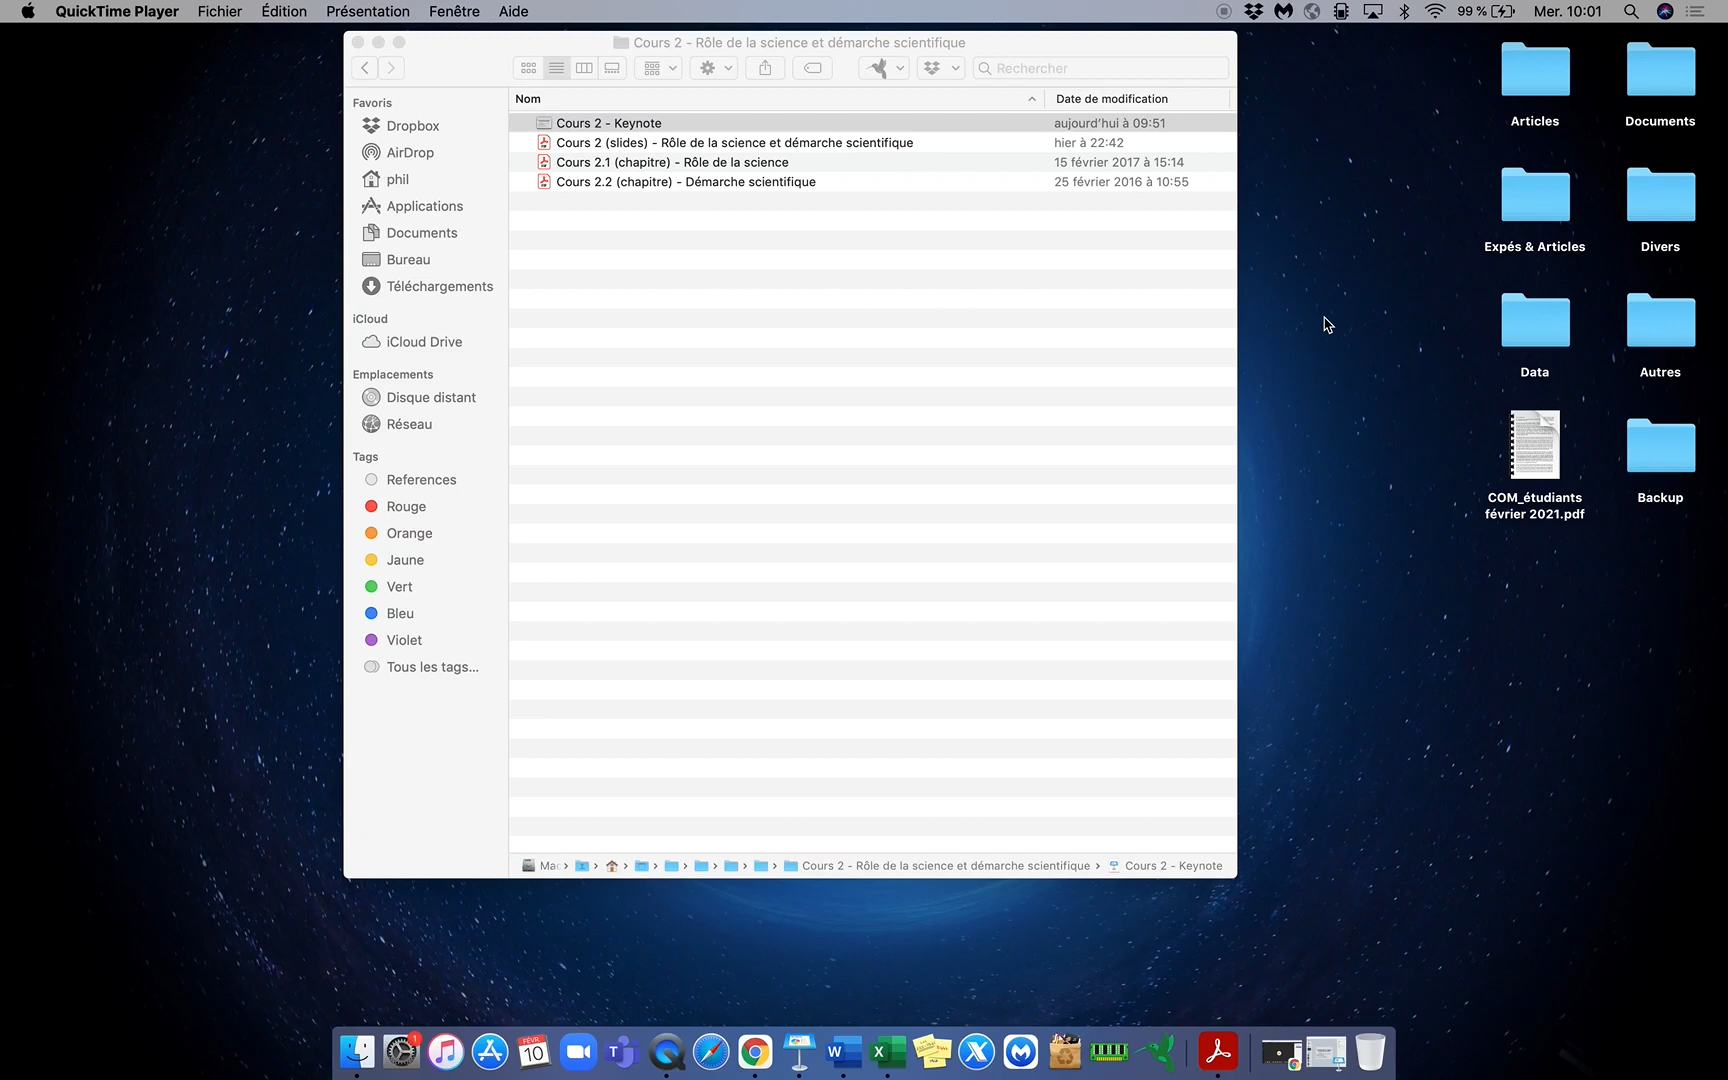 QuickTime Player Fichier Édition Présentation Fenêtre Aide 99 % Mer. 10:01
Cours 2 - Rôle de la science et démarche scientifique
Rechercher
Favoris
Dropbox
AirDrop
phil
Applications
Documents
Bureau
Téléchargements
iCloud
iCloud Drive
Emplacements
Disque distant
Réseau
Tags
References
Rouge
Orange
Jaune
Vert
Bleu
Violet
Tous les tags...
Nom Date de modification
Cours 2 - Keynote aujourd'hui à 09:51
Cours 2 (slides) - Rôle de la science et démarche scientifique hier à 22:42
Cours 2.1 (chapitre) - Rôle de la science 15 février 2017 à 15:14
Cours 2.2 (chapitre) - Démarche scientifique 25 février 2016 à 10:55
Mac Cours 2 - Rôle de la science et démarche scientifique Cours 2 - Keynote
Articles Documents
Expés & Articles Divers
Data Autres
COM_étudiants
février 2021.pdf
Backup
1
FÉVR.
10